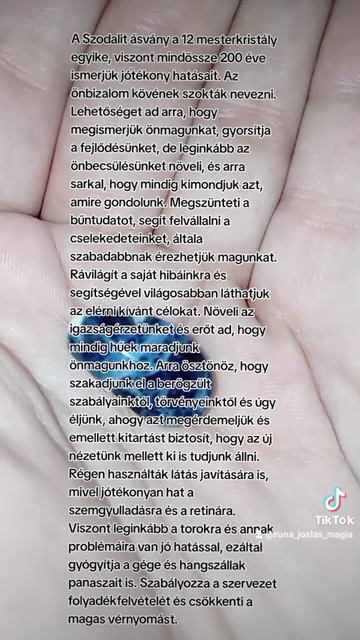 A Szodalit ásvány a 12 mesterkristály
egyike, viszont mindössze 200 éve
ismerjük jótékony hatásait. Az
önbizalom kövének szokták nevezni.
Lehetőséget ad arra, hogy
megismerjük önmagunkat, gyorsítja
a fejlődésünket, de leginkább az
önbecsülésünket növeli, és arra
sarkal, hogy mindig kimondjuk azt,
amire gondolunk. Megszünteti a
bűntudatot, segít felvállalni a
cselekedeteinket, általa
szabadabbnak érezhetjük magunkat.
Rávilágít a saját hibáinkra és
segítségével világosabban láthatjuk
az elérni kívánt célokat. Növeli az
igazságérzetünket és erőt ad, hogy
mindig hűek maradjunk
önmagunkhoz. Arra ösztönöz, hogy
szakadjunk el a berögzült
szabályainktól, törvényeinktől és úgy
éljünk, ahogy azt megérdemeljük és
emellett kitartást biztosít, hogy az új
nézetünk mellett ki is tudjunk állni.
Régen használták látás javítására is,
mivel jótékonyan hat a
szemgyulladásra és a retinára.
Viszont leginkább a torokra és annak
problémáira van jó hatással, ezáltal
gyógyítja a gége és hangszállak
panaszait is. Szabályozza a szervezet
folyadékfelvételét és csökkenti a
magas vérnyomást.
TikTok
@runa_joslas_magia